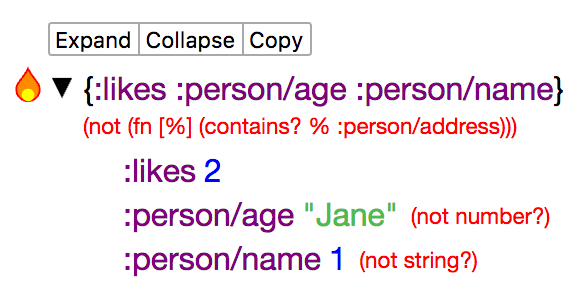 Expand Collapse Copy
{:likes :person/age :person/name}
(not (fn [%] (contains? % :person/address)))
:likes 2
:person/age "Jane" (not number?)
:person/name 1 (not string?)